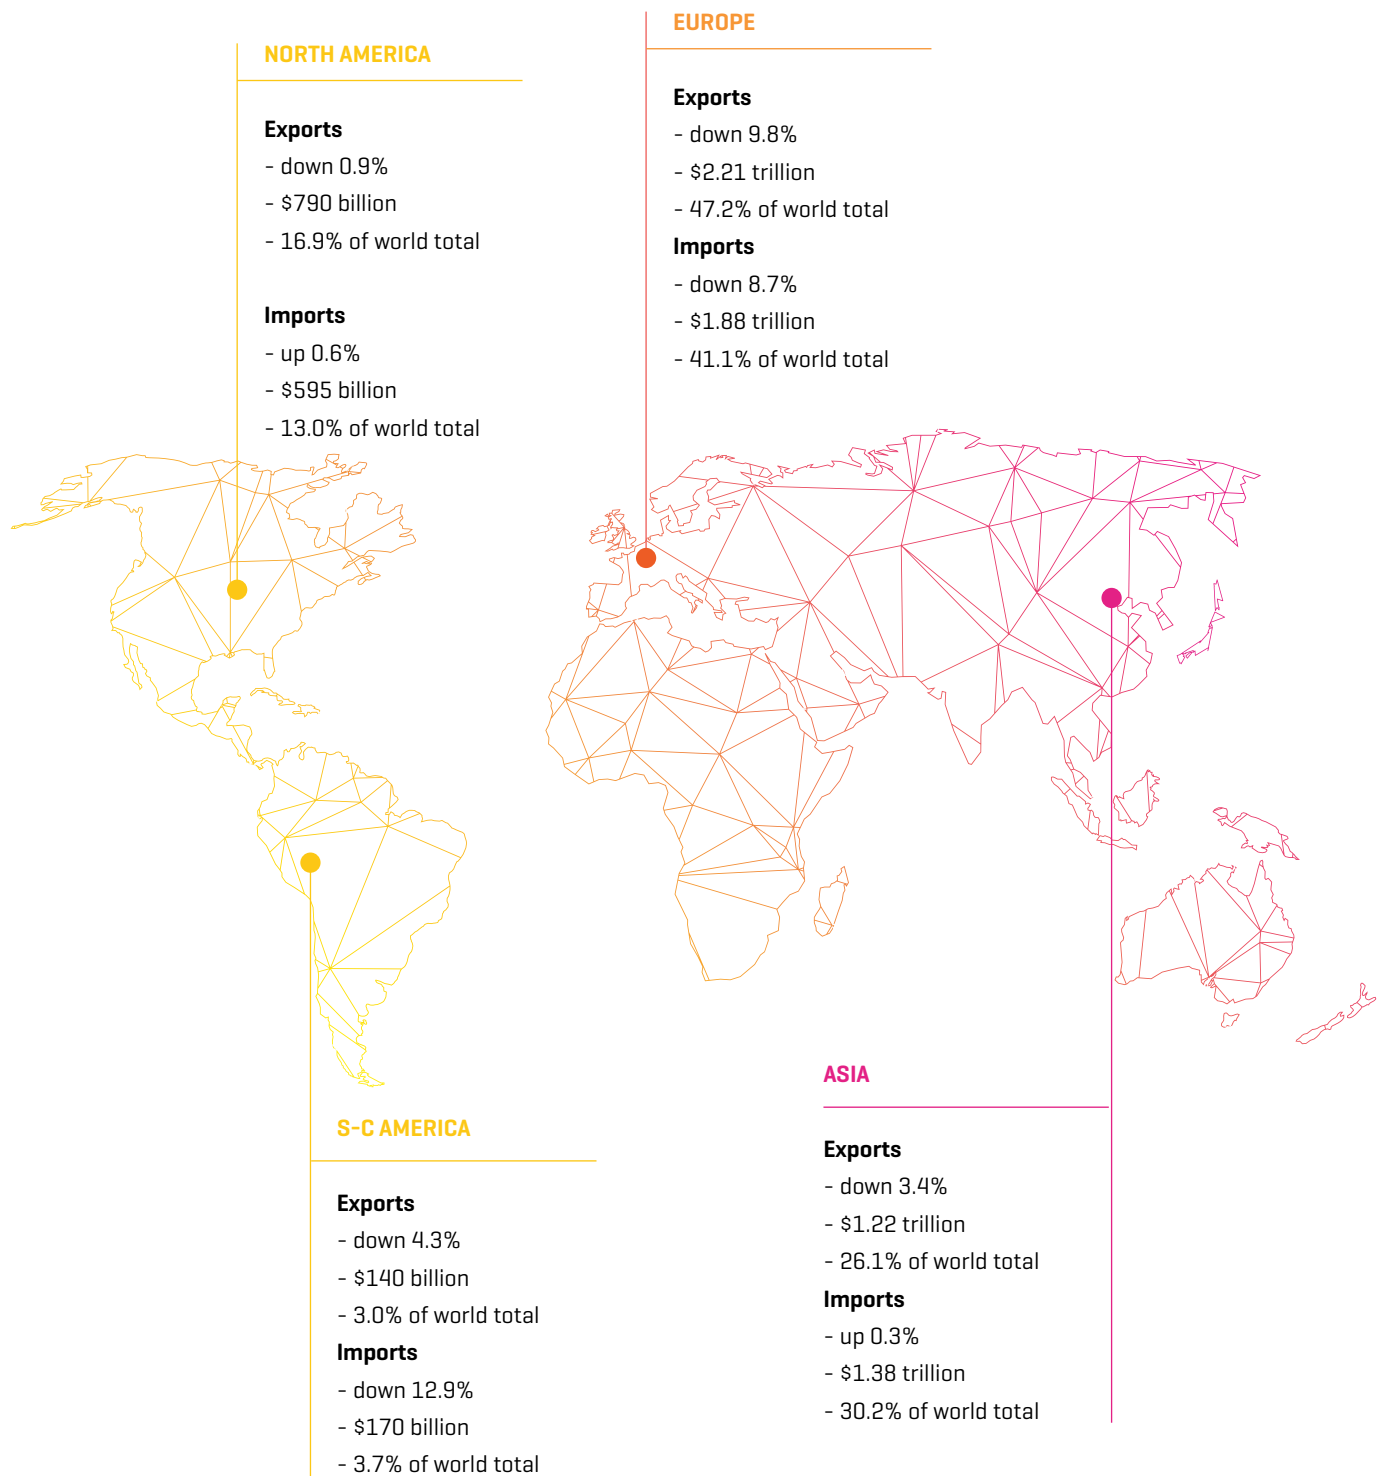 NORTH AMERICA
Exports
- down 0.9%
- $790 billion
- 16.9% of world total
Imports
- up 0.6%
- $595 billion
- 13.0% of world total
EUROPE
Exports
- down 9.8%
- $2.21 trillion
- 47.2% of world total
Imports
- down 8.7%
- $1.88 trillion
- 41.1% of world total
S-C AMERICA
Exports
- down 4.3%
- $140 billion
- 3.0% of world total
Imports
- down 12.9%
- $170 billion
- 3.7% of world total
ASIA
Exports
- down 3.4%
- $1.22 trillion
- 26.1% of world total
Imports
- up 0.3%
- $1.38 trillion
- 30.2% of world total